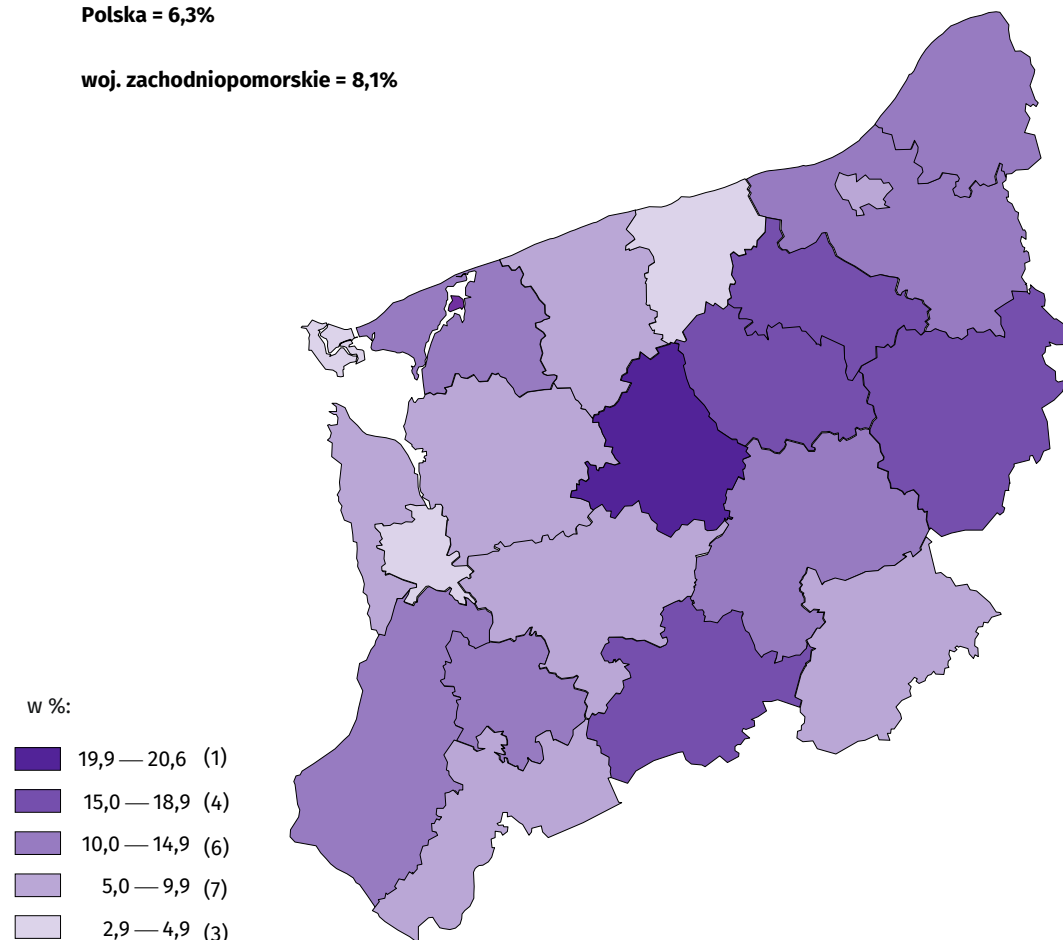 Polska = 6,3%
woj. zachodniopomorskie = 8,1%
w %:
19,9 — 20,6 (1)
15,0 — 18,9 (4)
10,0 — 14,9 (6)
5,0 — 9,9 (7)
2,9 — 4,9 (3)